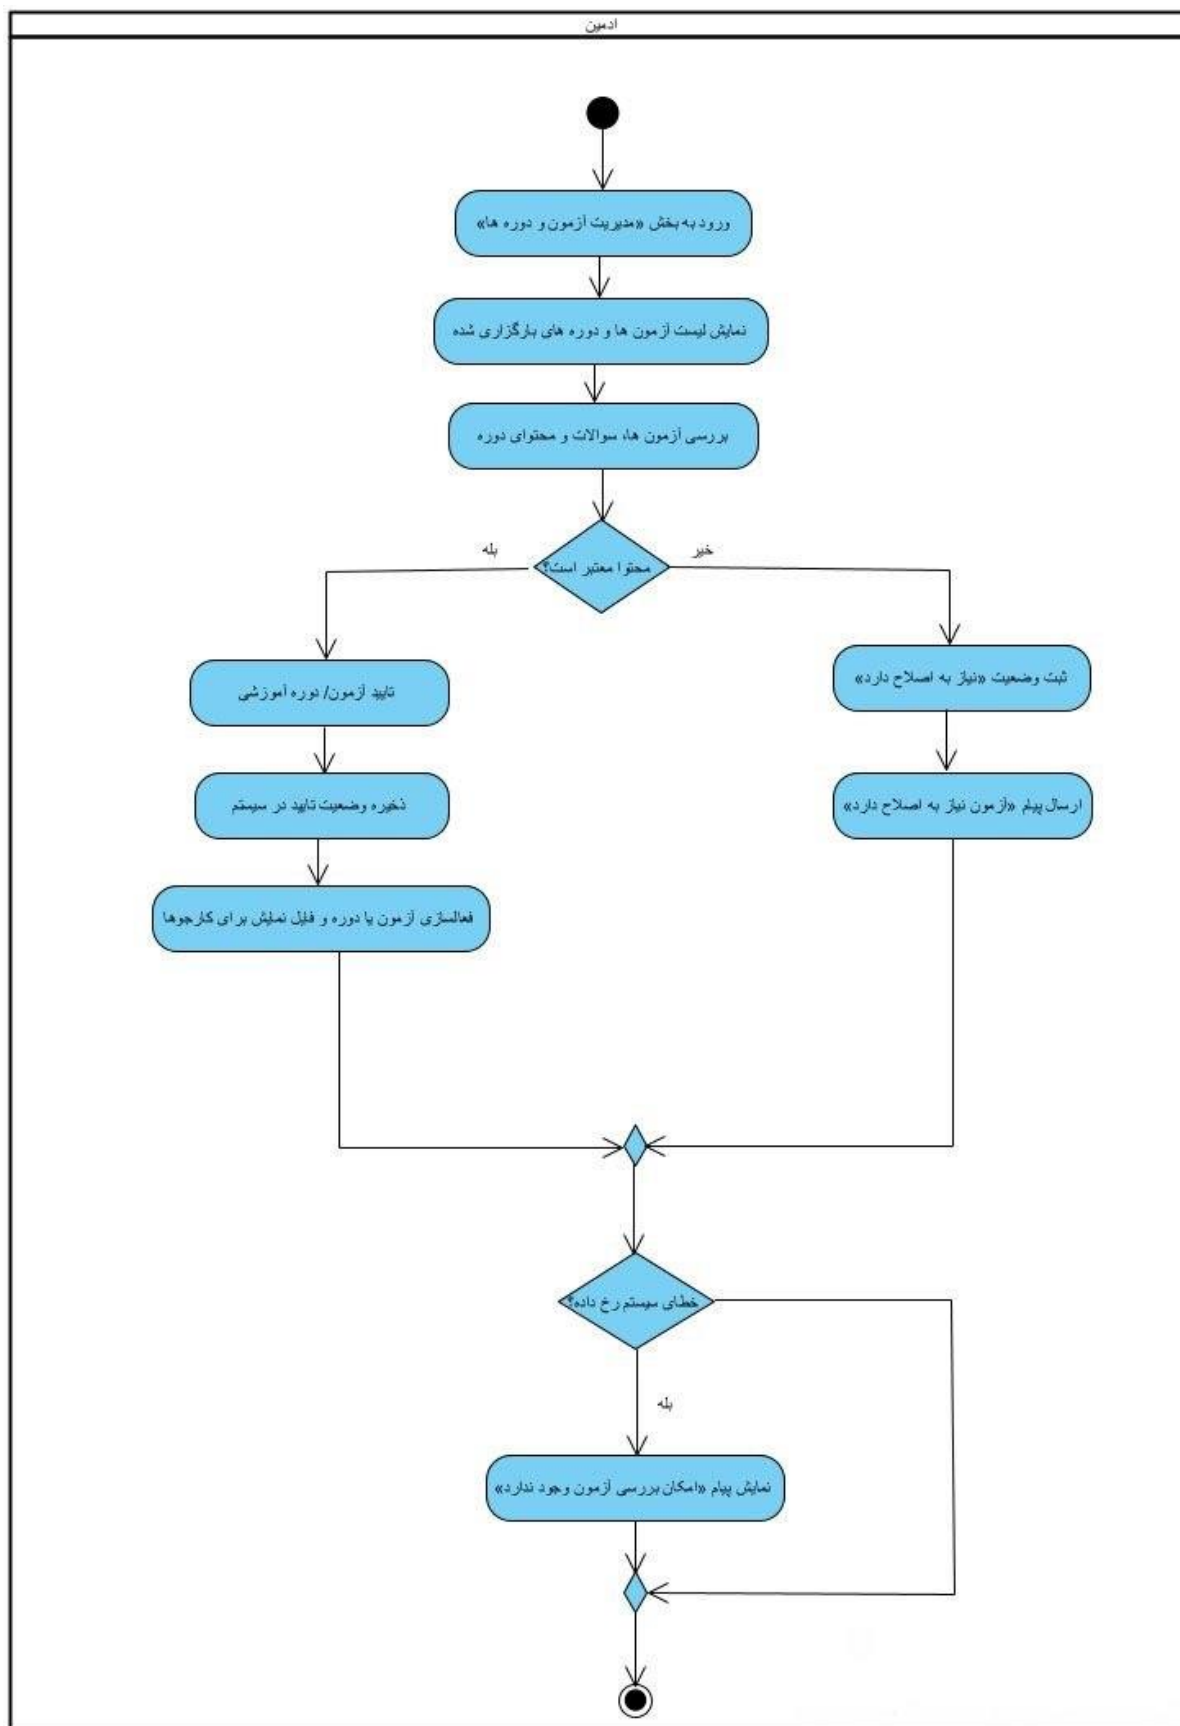 ادمین
ورود به بخش «مدیریت آزمون و دوره ها»
نمایش لیست آزمون ها و دوره های بارگزاری شده
بررسی آزمون ها، سوالات و محتوای دوره
محتوا معتبر است؟
بله
خیر
تایید آزمون/ دوره آموزشی
ثبت وضعیت «نیاز به اصلاح دارد»
ذخیره وضعیت تایید در سیستم
ارسال پیام «آزمون نیاز به اصلاح دارد»
فعالسازی آزمون یا دوره و قابل نمایش برای کارجوها
خطای سیستم رخ داده؟
بله
نمایش پیام «امکان بررسی آزمون وجود ندارد»